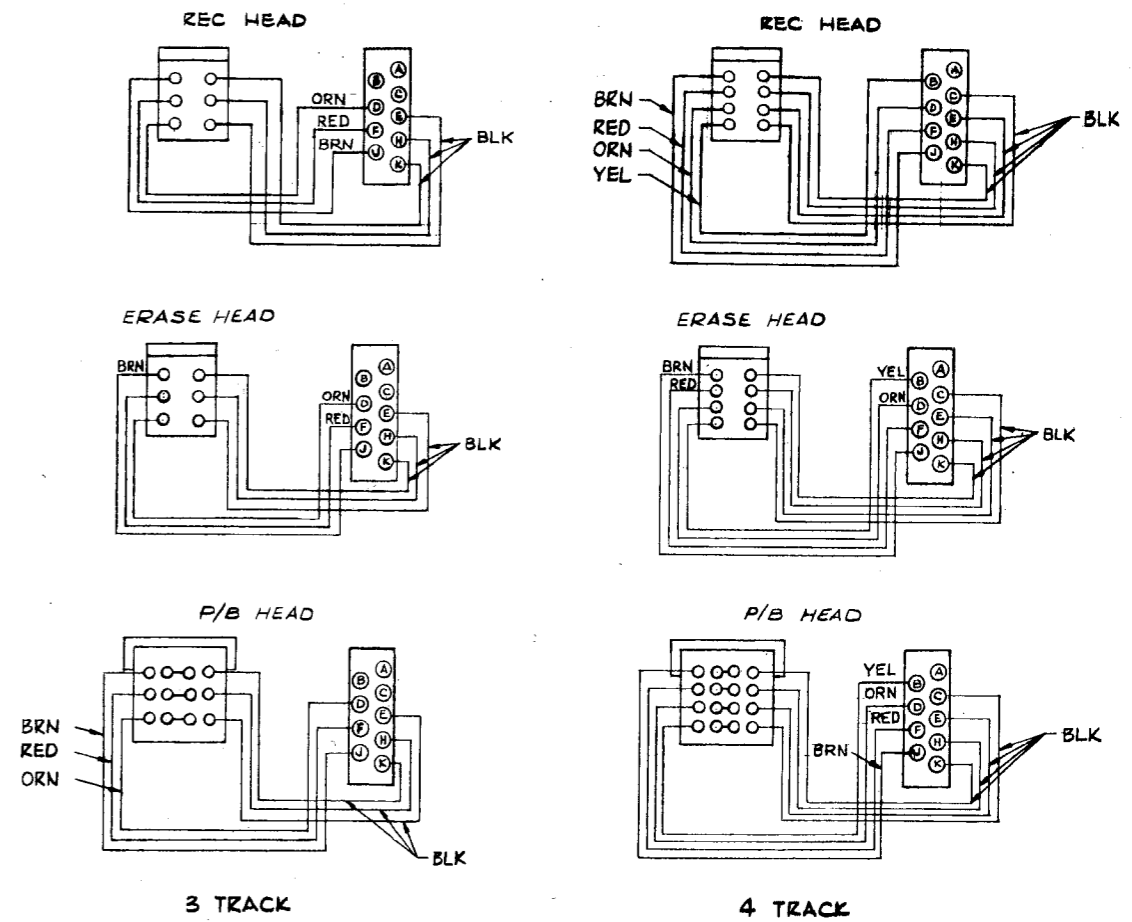 REC HEAD
A
B
C
D
E
F
H
J
K
ORN
RED
BRN
BLK
REC HEAD
A
B
C
D
E
F
H
J
K
BRN
RED
ORN
YEL
BLK
ERASE HEAD
BRN
A
B
C
D
E
F
H
J
K
ORN
RED
BLK
ERASE HEAD
BRN
RED
YEL
ORN
A
B
C
D
E
F
H
J
K
BLK
P/B HEAD
A
B
C
D
E
F
H
J
K
BRN
RED
ORN
BLK
P/B HEAD
YEL
ORN
RED
BRN
A
B
C
D
E
F
H
J
K
BLK
3 TRACK
4 TRACK